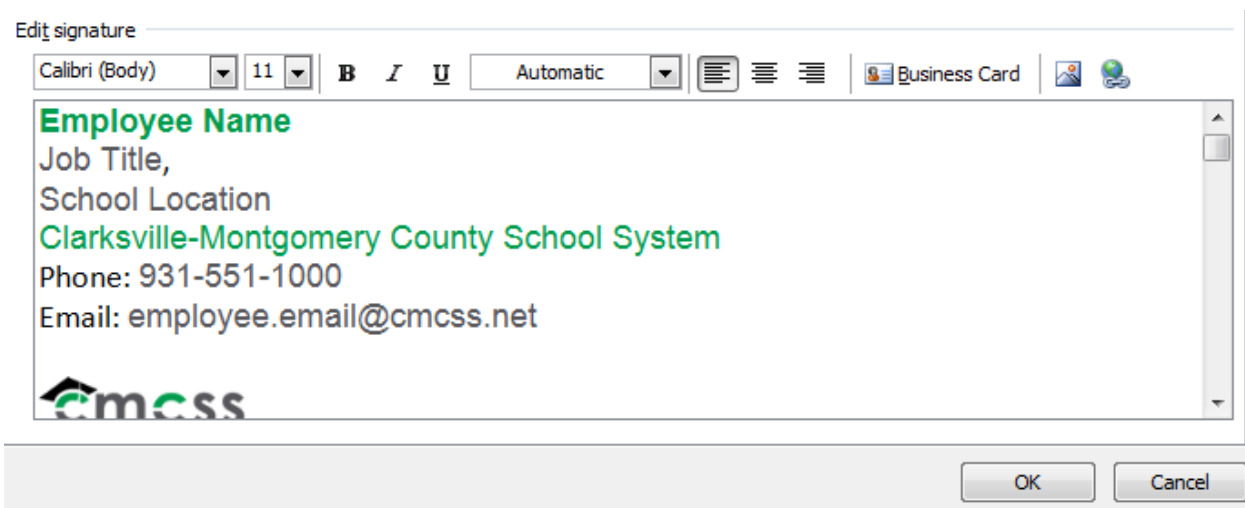 Edit signature
Calibri (Body) 11 B I U Automatic Business Card
Employee Name
Job Title,
School Location
Clarksville-Montgomery County School System
Phone: 931-551-1000
Email: employee.email@cmcss.net
cmcss
OK Cancel